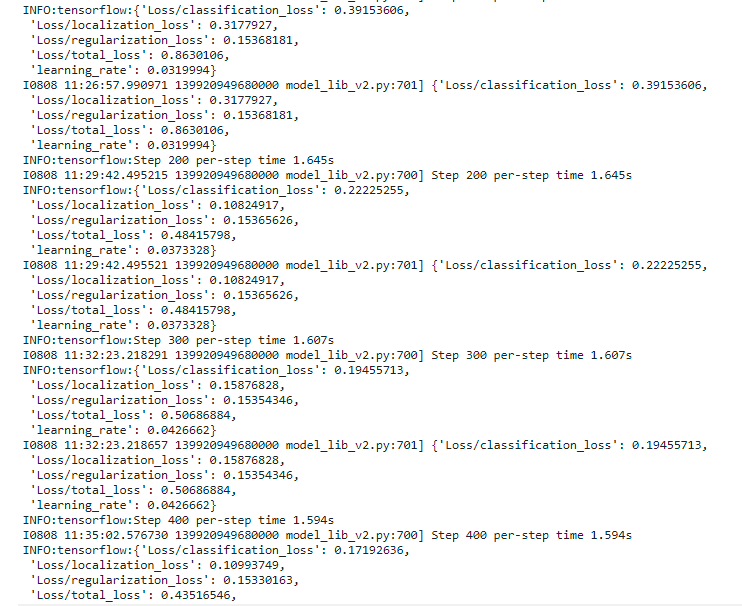 INFO:tensorflow:{'Loss/classification_loss': 0.39153606,
'Loss/localization_loss': 0.3177927,
'Loss/regularization_loss': 0.15368181,
'Loss/total_loss': 0.8630106,
'learning_rate': 0.0319994}
I0808 11:26:57.990971 139920949680000 model_lib_v2.py:701] {'Loss/classification_loss': 0.39153606,
'Loss/localization_loss': 0.3177927,
'Loss/regularization_loss': 0.15368181,
'Loss/total_loss': 0.8630106,
'learning_rate': 0.0319994}
INFO:tensorflow:Step 200 per-step time 1.645s
I0808 11:29:42.495215 139920949680000 model_lib_v2.py:700] Step 200 per-step time 1.645s
INFO:tensorflow:{'Loss/classification_loss': 0.22225255,
'Loss/localization_loss': 0.10824917,
'Loss/regularization_loss': 0.15365626,
'Loss/total_loss': 0.48415798,
'learning_rate': 0.0373328}
I0808 11:29:42.495521 139920949680000 model_lib_v2.py:701] {'Loss/classification_loss': 0.22225255,
'Loss/localization_loss': 0.10824917,
'Loss/regularization_loss': 0.15365626,
'Loss/total_loss': 0.48415798,
'learning_rate': 0.0373328}
INFO:tensorflow:Step 300 per-step time 1.607s
I0808 11:32:23.218291 139920949680000 model_lib_v2.py:700] Step 300 per-step time 1.607s
INFO:tensorflow:{'Loss/classification_loss': 0.19455713,
'Loss/localization_loss': 0.15876828,
'Loss/regularization_loss': 0.15354346,
'Loss/total_loss': 0.50686884,
'learning_rate': 0.0426662}
I0808 11:32:23.218657 139920949680000 model_lib_v2.py:701] {'Loss/classification_loss': 0.19455713,
'Loss/localization_loss': 0.15876828,
'Loss/regularization_loss': 0.15354346,
'Loss/total_loss': 0.50686884,
'learning_rate': 0.0426662}
INFO:tensorflow:Step 400 per-step time 1.594s
I0808 11:35:02.576730 139920949680000 model_lib_v2.py:700] Step 400 per-step time 1.594s
INFO:tensorflow:{'Loss/classification_loss': 0.17192636,
'Loss/localization_loss': 0.10993749,
'Loss/regularization_loss': 0.15330163,
'Loss/total_loss': 0.43516546,